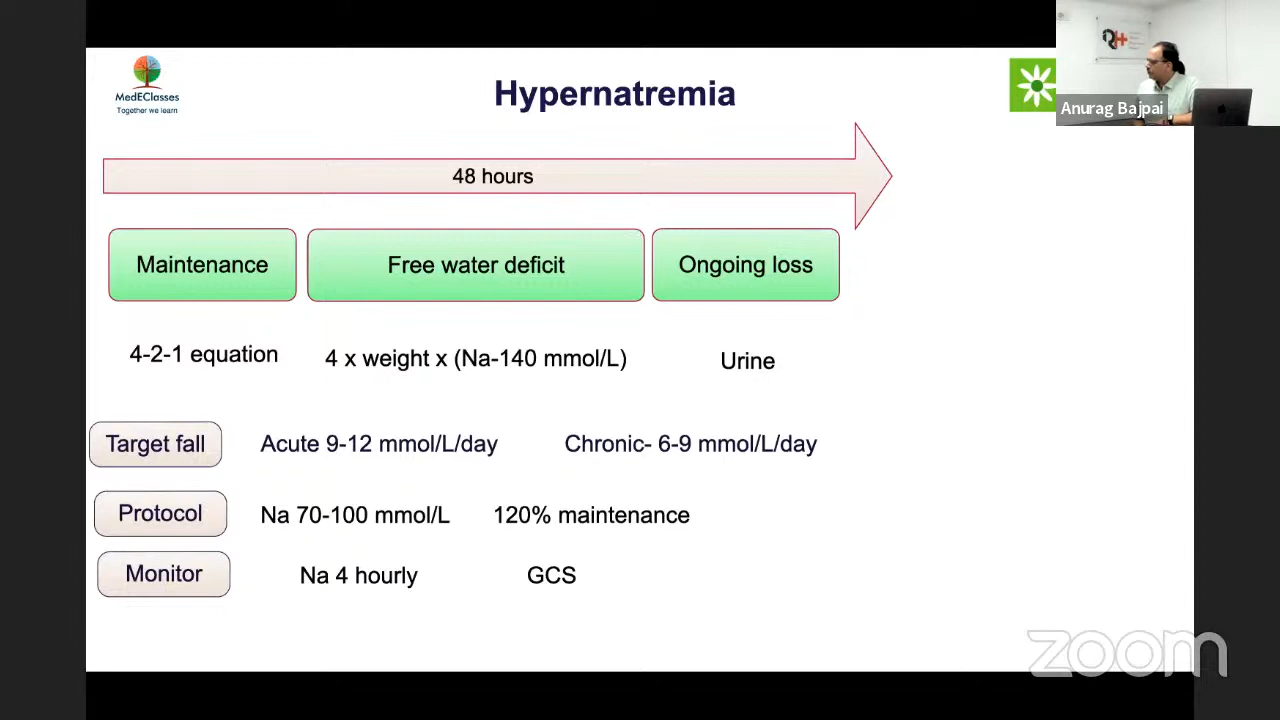 MedEClasses
Together we learn
Hypernatremia
Anurag Bajpai
48 hours
Maintenance
Free water deficit
Ongoing loss
4-2-1 equation
4 x weight x (Na-140 mmol/L)
Urine
Target fall
Acute 9-12 mmol/L/day
Chronic- 6-9 mmol/L/day
Protocol
Na 70-100 mmol/L
120% maintenance
Monitor
Na 4 hourly
GCS
zoom